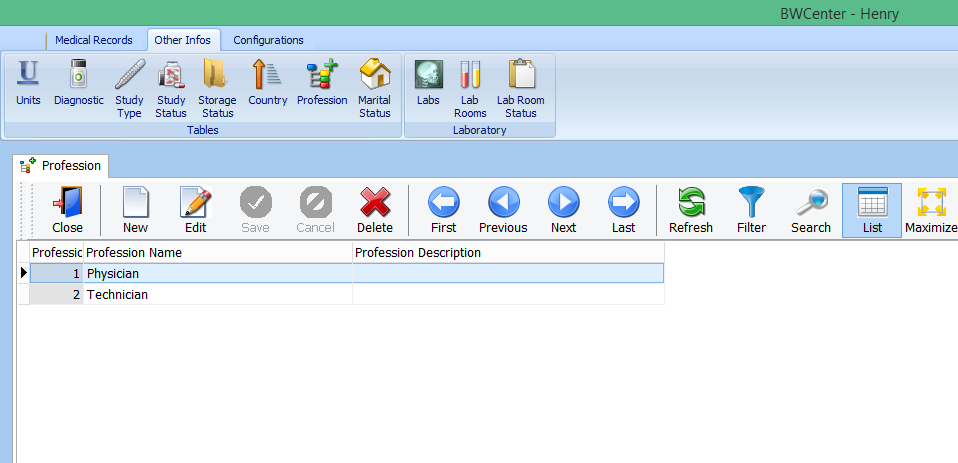 BWCenter - Henry
Medical Records Other Infos Configurations
Units Diagnostic Study Type Study Status Storage Status Country Profession Marital Status Labs Lab Rooms Lab Room Status
Tables Laboratory
Profession
Close New Edit Save Cancel Delete First Previous Next Last Refresh Filter Search List Maximize
Professic Profession Name Profession Description
1 Physician
2 Technician